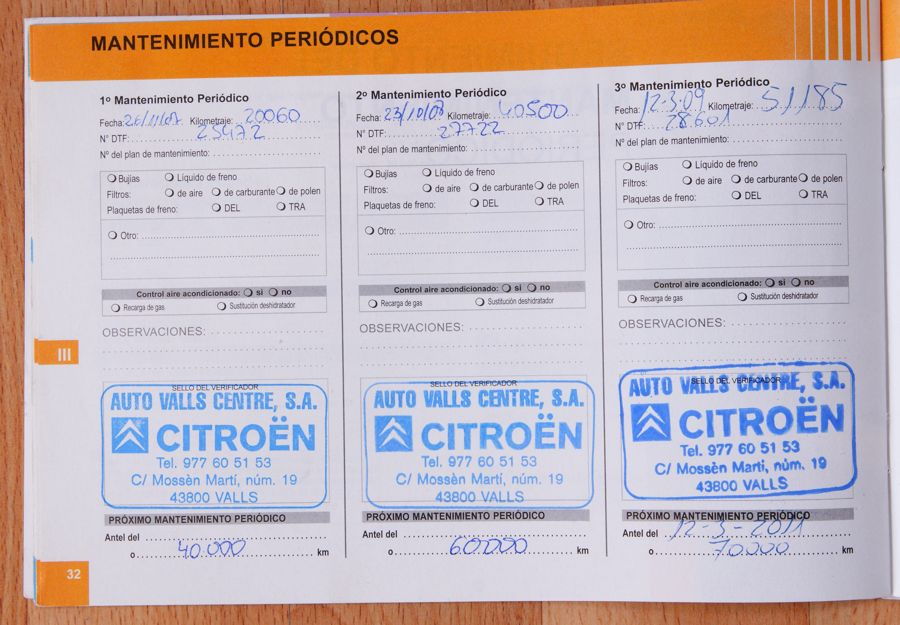 MANTENIMIENTO PERIÓDICOS
1º Mantenimiento Periódico
Fecha: 26/11/07 Kilometraje: 20060
Nº DTF: 25472
Nº del plan de mantenimiento:
Bujías Líquido de freno
Filtros: de aire de carburante de polen
Plaquetas de freno: DEL TRA
Otro:
Control aire acondicionado: si no
Recarga de gas Sustitución deshidratador
OBSERVACIONES:
SELLO DEL VERIFICADOR
AUTO VALLS CENTRE, S.A.
CITROËN
Tel. 977 60 51 53
C/ Mossèn Martí, núm. 19
43800 VALLS
PRÓXIMO MANTENIMIENTO PERIÓDICO
Antel del
o 40.000 km
2º Mantenimiento Periódico
Fecha: 23/10/08 Kilometraje: 40500
Nº DTF: 27722
Nº del plan de mantenimiento:
Bujías Líquido de freno
Filtros: de aire de carburante de polen
Plaquetas de freno: DEL TRA
Otro:
Control aire acondicionado: si no
Recarga de gas Sustitución deshidratador
OBSERVACIONES:
SELLO DEL VERIFICADOR
AUTO VALLS CENTRE, S.A.
CITROËN
Tel. 977 60 51 53
C/ Mossèn Martí, núm. 19
43800 VALLS
PRÓXIMO MANTENIMIENTO PERIÓDICO
Antel del
o 60.000 km
3º Mantenimiento Periódico
Fecha: 12-3-09 Kilometraje: 51,185
Nº DTF: 28601
Nº del plan de mantenimiento:
Bujías Líquido de freno
Filtros: de aire de carburante de polen
Plaquetas de freno: DEL TRA
Otro:
Control aire acondicionado: si no
Recarga de gas Sustitución deshidratador
OBSERVACIONES:
SELLO DEL VERIFICADOR
AUTO VALLS CENTRE, S.A.
CITROËN
Tel. 977 60 51 53
C/ Mossèn Martí, núm. 19
43800 VALLS
PRÓXIMO MANTENIMIENTO PERIÓDICO
Antel del 12-3-2011
o 70.000 km
III
32